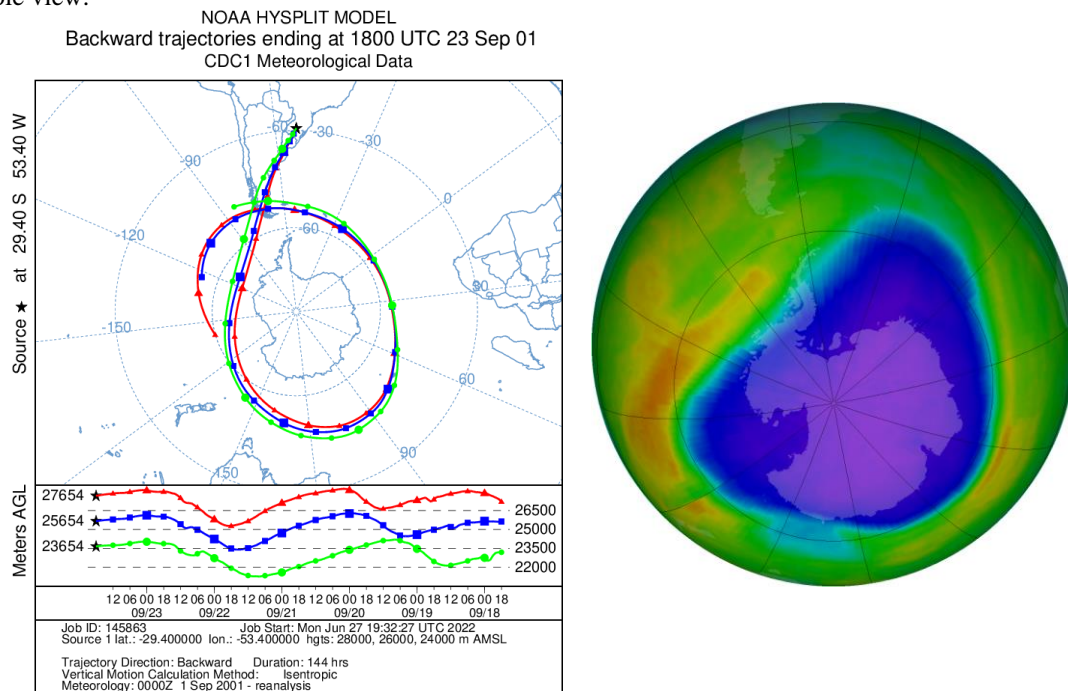 ble view.
NOAA HYSPLIT MODEL
Backward trajectories ending at 1800 UTC 23 Sep 01
CDC1 Meteorological Data
Source ★ at 29.40 S 53.40 W
-60
-30
-30
-90
0
-120
-60
30
-150
60
90
150
Meters AGL
27654
25654
23654
26500
25000
23500
22000
12 06 00 18 12 06 00 18 12 06 00 18 12 06 00 18 12 06 00 18 12 06 00 18
09/23 09/22 09/21 09/20 09/19 09/18
Job ID: 145863 Job Start: Mon Jun 27 19:32:27 UTC 2022
Source 1 lat.: -29.400000 lon.: -53.400000 hgts: 28000, 26000, 24000 m AMSL
Trajectory Direction: Backward Duration: 144 hrs
Vertical Motion Calculation Method: Isentropic
Meteorology: 0000Z 1 Sep 2001 - reanalysis